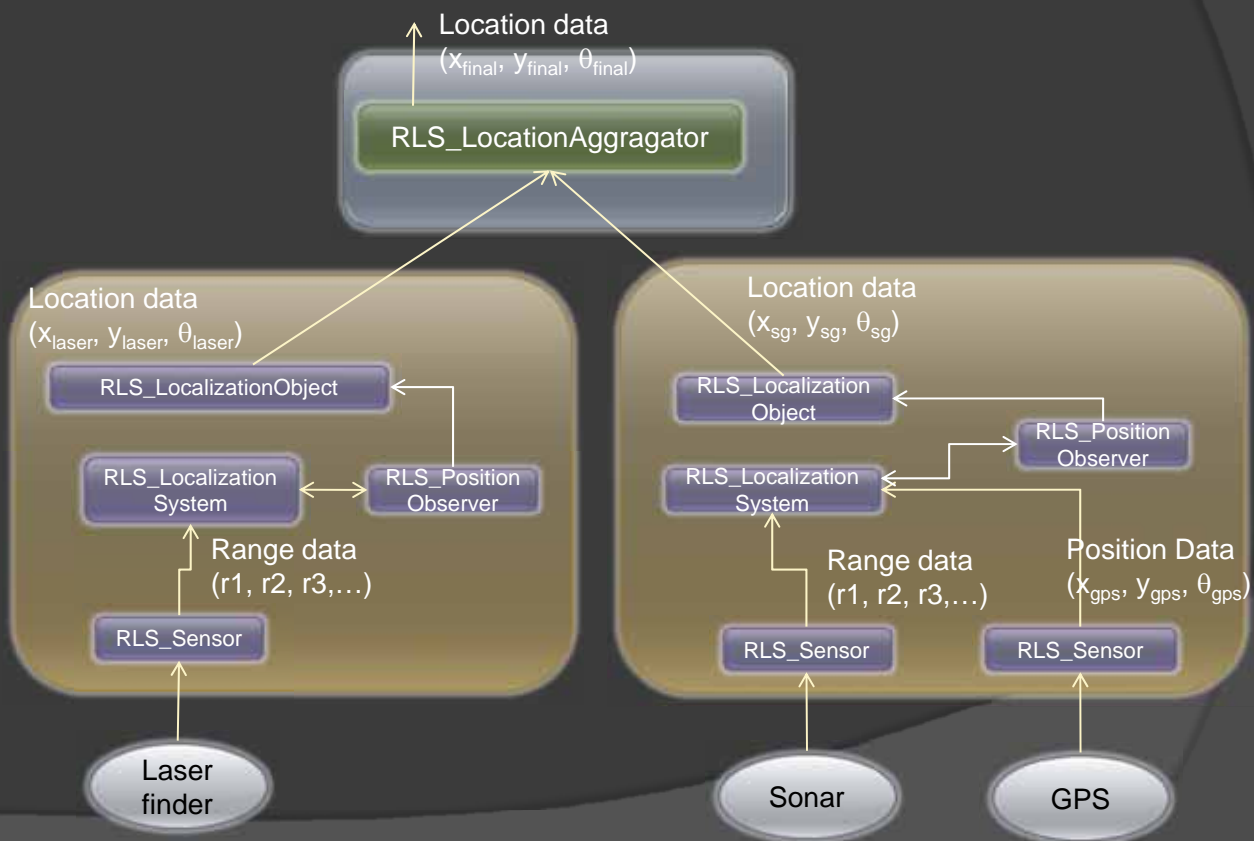 Location data
(x_final, y_final, θ_final)
RLS_LocationAggragator
Location data
(x_laser, y_laser, θ_laser)
RLS_LocalizationObject
RLS_Localization
System
RLS_Position
Observer
Range data
(r1, r2, r3,…)
RLS_Sensor
Laser
finder
Location data
(x_sg, y_sg, θ_sg)
RLS_Localization
Object
RLS_Position
Observer
RLS_Localization
System
Range data
(r1, r2, r3,…)
Position Data
(x_gps, y_gps, θ_gps)
RLS_Sensor
RLS_Sensor
Sonar
GPS